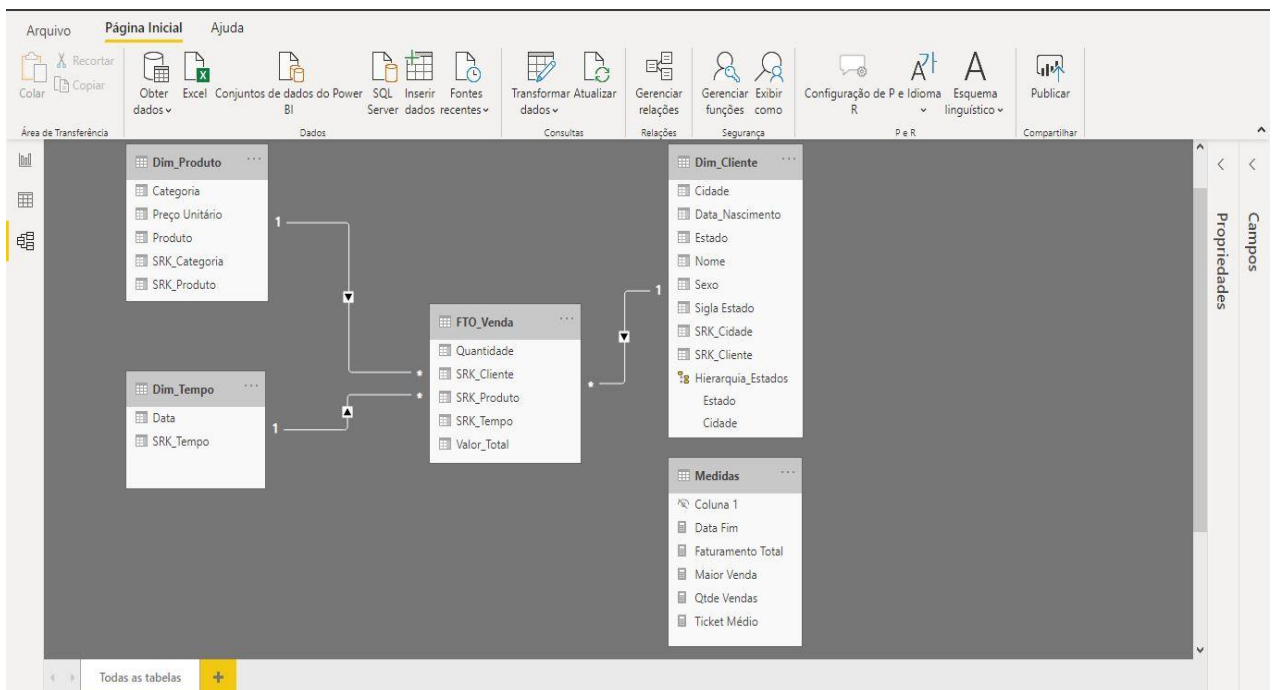 Arquivo Página Inicial Ajuda
Colar
Recortar
Copiar
Área de Transferência
Obter dados
Excel
Conjuntos de dados do Power BI
SQL Server
Inserir dados
Fontes recentes
Dados
Transformar dados
Atualizar
Consultas
Gerenciar relações
Relações
Gerenciar funções
Exibir como
Segurança
Configuração de P e R
Idioma
Esquema linguístico
P e R
Publicar
Compartilhar
Dim_Produto
Categoria
Preço Unitário
Produto
SRK_Categoria
SRK_Produto
1
*
Dim_Tempo
Data
SRK_Tempo
1
*
FTO_Venda
Quantidade
SRK_Cliente
SRK_Produto
SRK_Tempo
Valor_Total
*
1
Dim_Cliente
Cidade
Data_Nascimento
Estado
Nome
Sexo
Sigla Estado
SRK_Cidade
SRK_Cliente
Hierarquia_Estados
Estado
Cidade
Medidas
Coluna 1
Data Fim
Faturamento Total
Maior Venda
Qtde Vendas
Ticket Médio
Propriedades
Campos
Todas as tabelas +